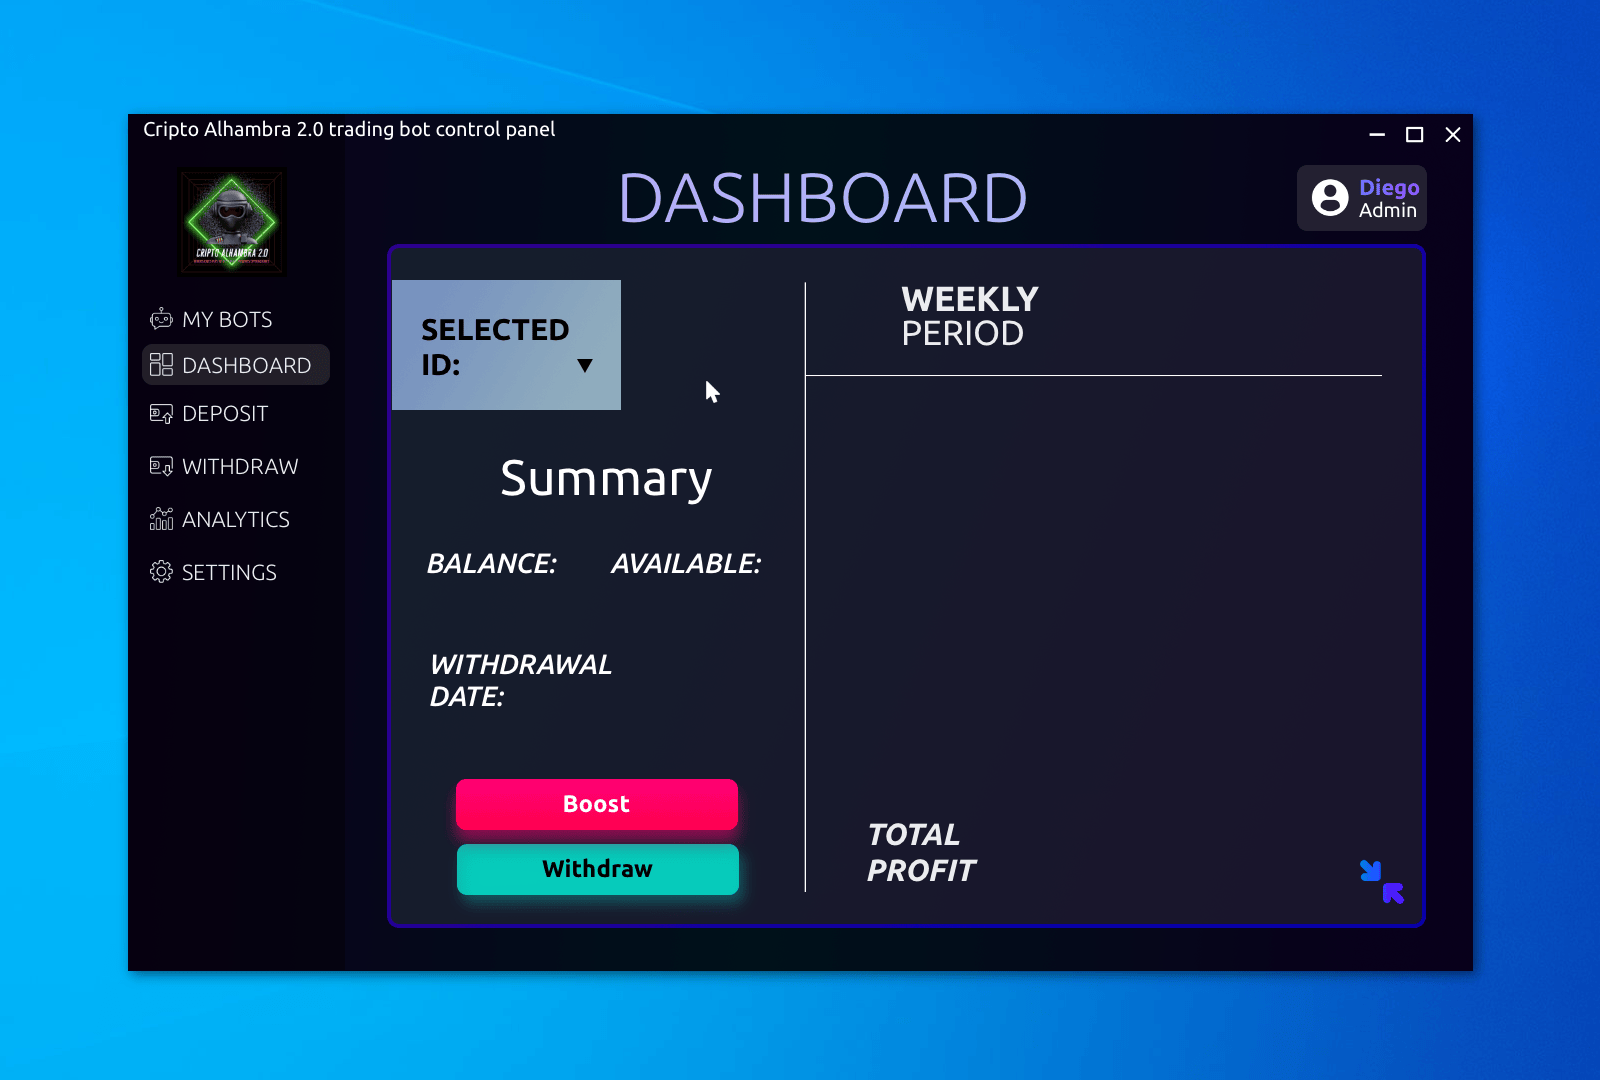 Cripto Alhambra 2.0 trading bot control panel
CRIPTO ALHAMBRA 2.0
DASHBOARD
Diego
Admin
MY BOTS
DASHBOARD
DEPOSIT
WITHDRAW
ANALYTICS
SETTINGS
SELECTED
ID:
Summary
BALANCE:
AVAILABLE:
WITHDRAWAL
DATE:
Boost
Withdraw
WEEKLY
PERIOD
TOTAL
PROFIT